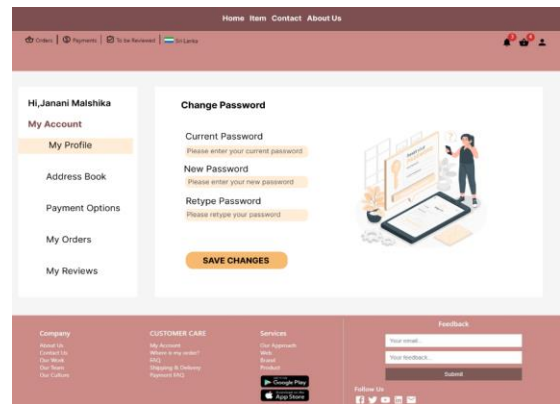 Home Item Contact About Us
Orders | Payments | To be Reviewed | Sri Lanka
Hi,Janani Malshika
My Account
My Profile
Address Book
Payment Options
My Orders
My Reviews
Change Password
Current Password
Please enter your current password
New Password
Please enter your new password
Retype Password
Please retype your password
SAVE CHANGES
Company
About Us
Contact Us
Our Work
Our Team
Our Culture
CUSTOMER CARE
My Account
Where is my order?
FAQ
Shipping & Delivery
Payment FAQ
Services
Our Approach
Web
Brand
Product
Google Play
App Store
Feedback
Your email...
Your feedback...
Submit
Follow Us